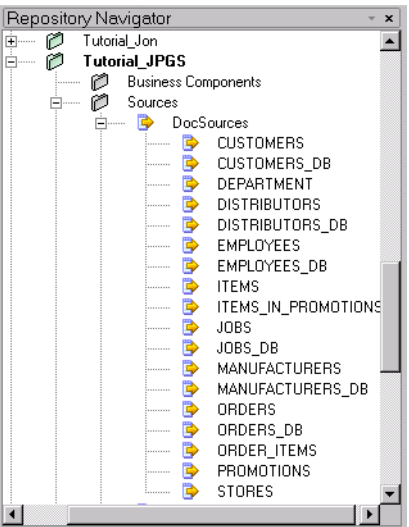 Repository Navigator
Tutorial_Jon
Tutorial_JPGS
Business Components
Sources
DocSources
CUSTOMERS
CUSTOMERS_DB
DEPARTMENT
DISTRIBUTORS
DISTRIBUTORS_DB
EMPLOYEES
EMPLOYEES_DB
ITEMS
ITEMS_IN_PROMOTIONS
JOBS
JOBS_DB
MANUFACTURERS
MANUFACTURERS_DB
ORDERS
ORDERS_DB
ORDER_ITEMS
PROMOTIONS
STORES